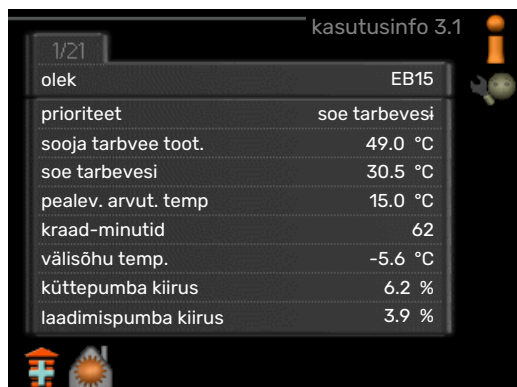 kasutusinfo 3.1
1/21
olek EB15
prioriteet soe tarbevesi
sooja tarbvee toot. 49.0 °C
soe tarbevesi 30.5 °C
pealev. arvut. temp 15.0 °C
kraad-minutid 62
välisõhu temp. -5.6 °C
küttepumba kiirus 6.2 %
laadimispumba kiirus 3.9 %